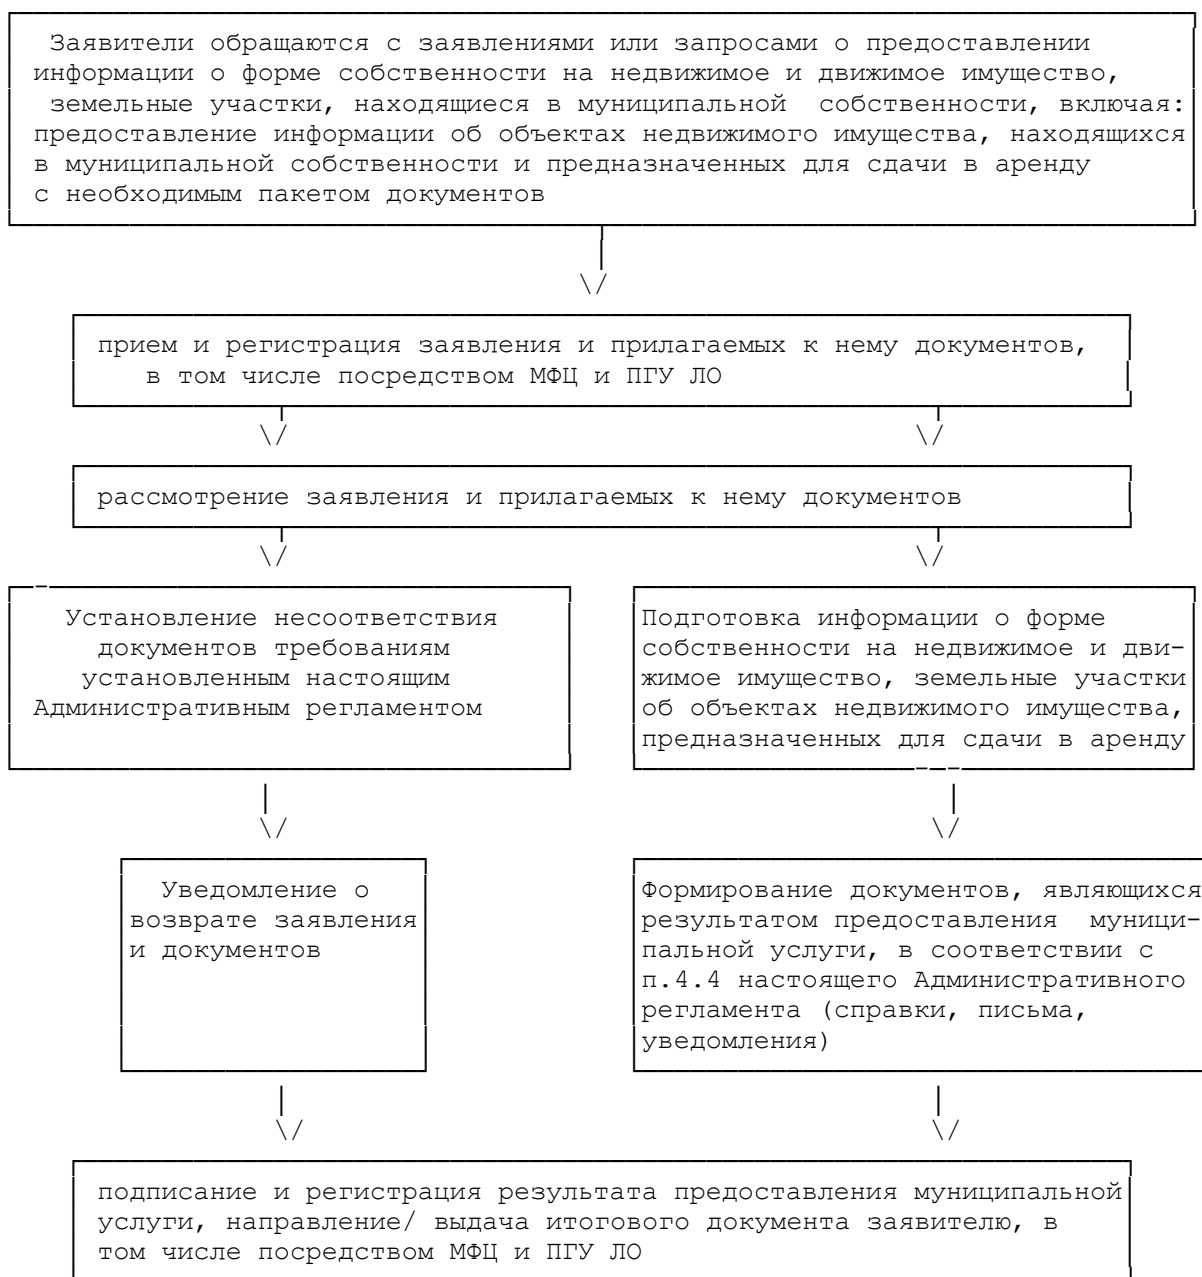 Заявители обращаются с заявлениями или запросами о предоставлении
информации о форме собственности на недвижимое и движимое имущество,
земельные участки, находящиеся в муниципальной собственности, включая:
предоставление информации об объектах недвижимого имущества, находящихся
в муниципальной собственности и предназначенных для сдачи в аренду
с необходимым пакетом документов
прием и регистрация заявления и прилагаемых к нему документов,
в том числе посредством МФЦ и ПГУ ЛО
рассмотрение заявления и прилагаемых к нему документов
Установление несоответствия
документов требованиям
установленным настоящим
Административным регламентом
Подготовка информации о форме
собственности на недвижимое и дви-
жимое имущество, земельные участки
об объектах недвижимого имущества,
предназначенных для сдачи в аренду
Уведомление о
возврате заявления
и документов
Формирование документов, являющихся
результатом предоставления муници-
пальной услуги, в соответствии с
п.4.4 настоящего Административного
регламента (справки, письма,
уведомления)
подписание и регистрация результата предоставления муниципальной
услуги, направление/ выдача итогового документа заявителю, в
том числе посредством МФЦ и ПГУ ЛО